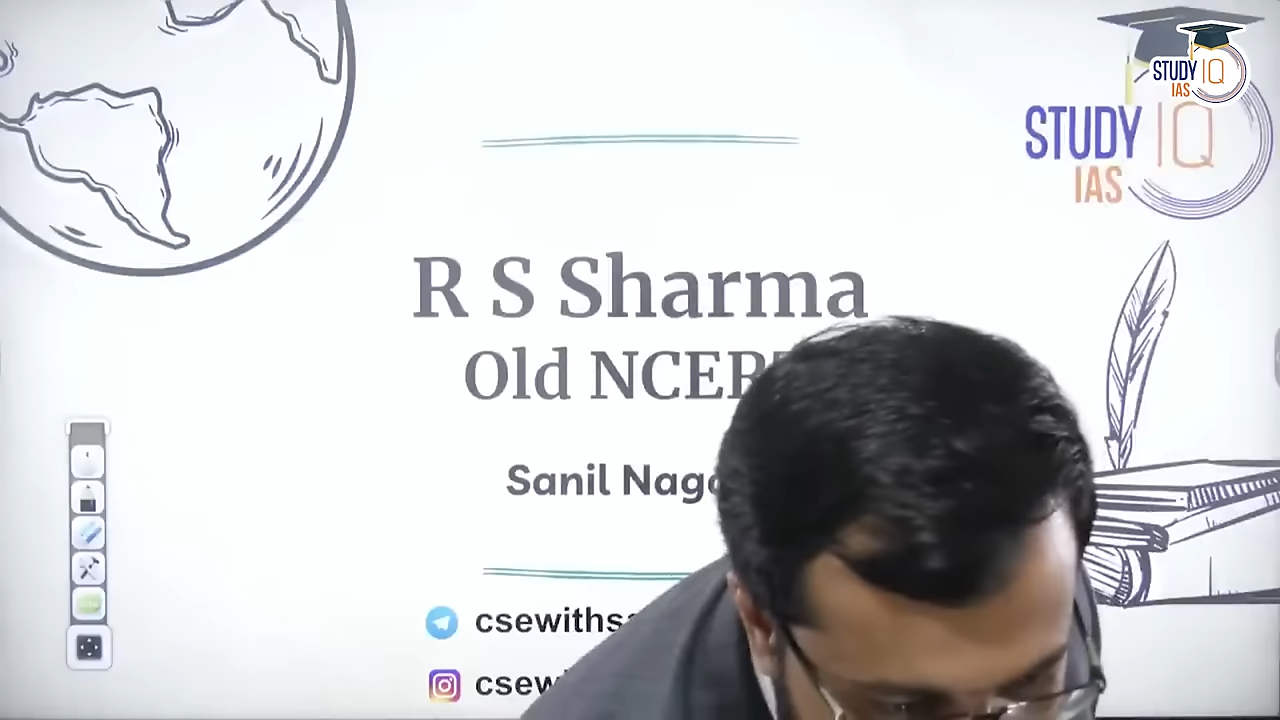 STUDY IQ
IAS
STUDY IQ
IAS
R S Sharma
Old NCER
Sanil Nag
csewiths
csew